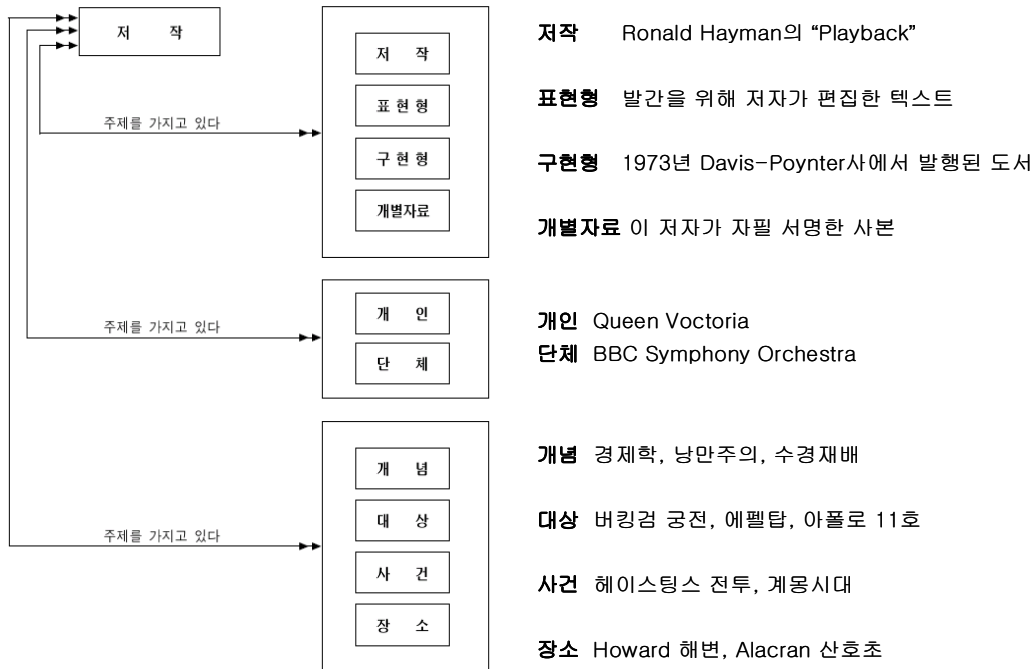 저 작
저 작
표 현 형
주제를 가지고 있다
구 현 형
개별자료
저작 Ronald Hayman의 “Playback”
표현형 발간을 위해 저자가 편집한 텍스트
구현형 1973년 Davis-Poynter사에서 발행된 도서
개별자료 이 저자가 자필 서명한 사본
개 인
주제를 가지고 있다
단 체
개인 Queen Voctoria
단체 BBC Symphony Orchestra
개 념
대 상
주제를 가지고 있다
사 건
장 소
개념 경제학, 낭만주의, 수경재배
대상 버킹검 궁전, 에펠탑, 아폴로 11호
사건 헤이스팅스 전투, 계몽시대
장소 Howard 해변, Alacran 산호초